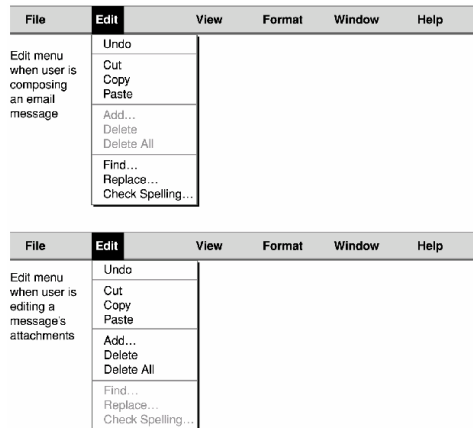 File Edit View Format Window Help
Edit menu
when user is
composing
an email
message
Undo
Cut
Copy
Paste
Add...
Delete
Delete All
Find...
Replace...
Check Spelling...
File Edit View Format Window Help
Edit menu
when user is
editing a
message's
attachments
Undo
Cut
Copy
Paste
Add...
Delete
Delete All
Find...
Replace...
Check Spelling...